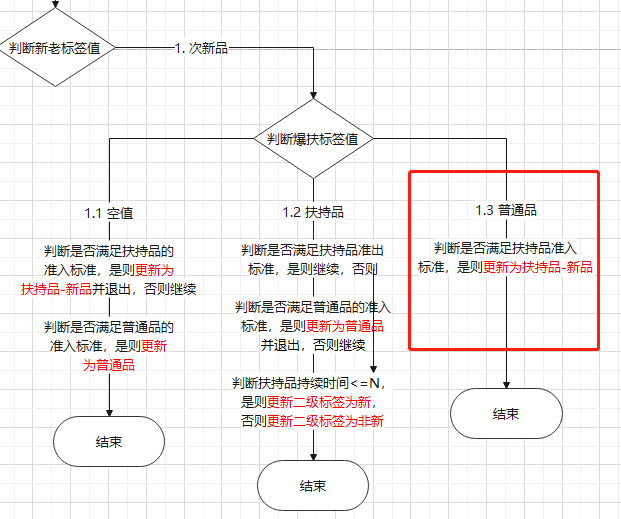 判断新老标签值
1. 次新品
判断爆扶标签值
1.1 空值
判断是否满足扶持品的
准入标准，是则更新为
扶持品-新品并退出，否则继续
判断是否满足普通品的
准入标准，是则更新
为普通品
结束
1.2 扶持品
判断是否满足扶持品准出
标准，是则继续，否则
判断是否满足普通品的准入
标准，是则更新为普通品
并退出，否则继续
判断扶持品持续时间<=N，
是则更新二级标签为新，
否则更新二级标签为非新
结束
1.3 普通品
判断是否满足扶持品准入
标准，是则更新为扶持品-新品
结束